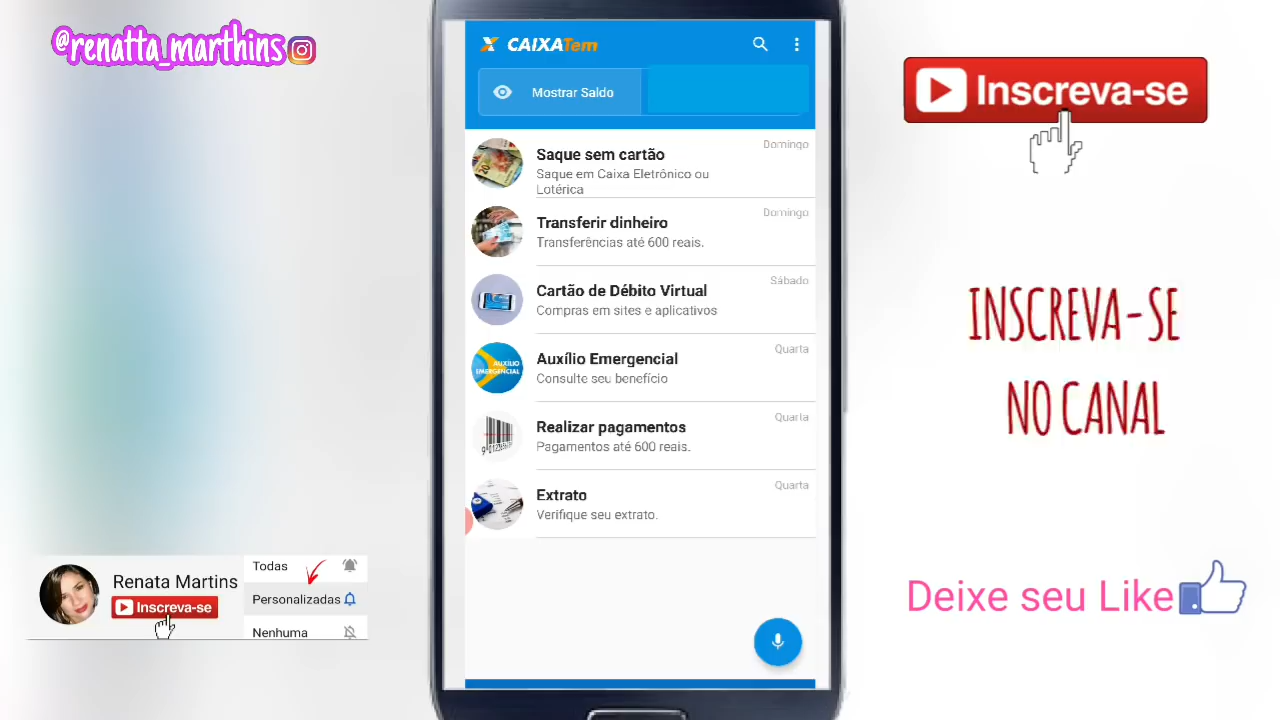 @renatta_marthins
CAIXATem
Mostrar Saldo
Saque sem cartão
Domingo
Saque em Caixa Eletrônico ou
Lotérica
Transferir dinheiro
Domingo
Transferências até 600 reais.
Cartão de Débito Virtual
Sábado
Compras em sites e aplicativos
Auxílio Emergencial
Quarta
Consulte seu benefício
AUXÍLIO
EMERGENCIAL
Realizar pagamentos
Quarta
Pagamentos até 600 reais.
Extrato
Quarta
Verifique seu extrato.
Inscreva-se
INSCREVA-SE
NO CANAL
Deixe seu Like
Renata Martins
Inscreva-se
Todas
Personalizadas
Nenhuma